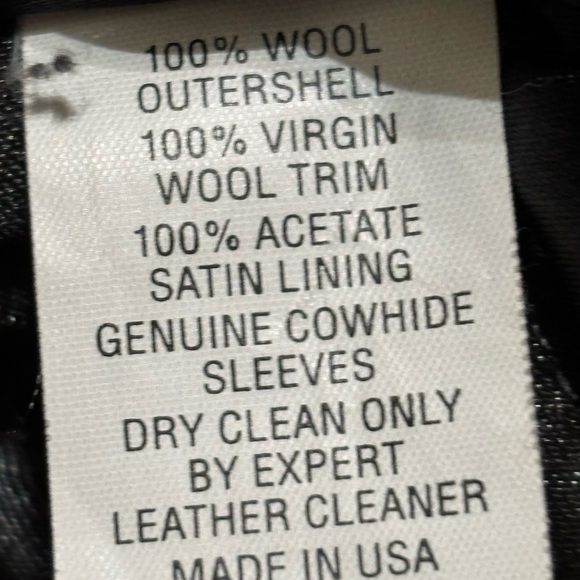 100% WOOL
OUTERSHELL
100% VIRGIN
WOOL TRIM
100% ACETATE
SATIN LINING
GENUINE COWHIDE
SLEEVES
DRY CLEAN ONLY
BY EXPERT
LEATHER CLEANER
MADE IN USA